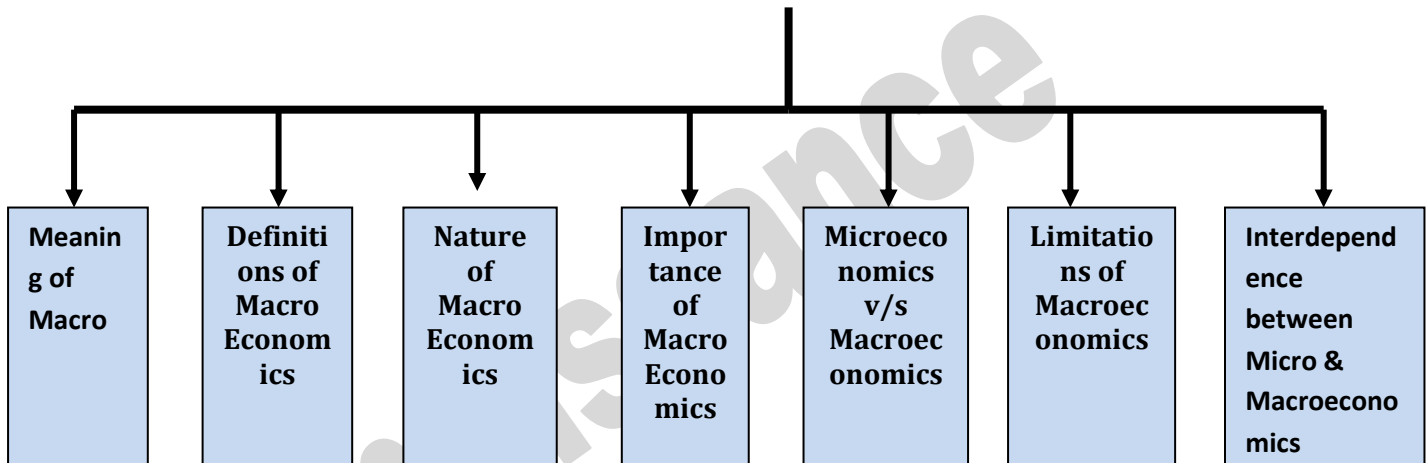 Meanin
g of
Macro
Definiti
ons of
Macro
Econom
ics
Nature
of
Macro
Econom
ics
Impor
tance
of
Macro
Econo
mics
Microeco
nomics
v/s
Macroec
onomics
Limitatio
ns of
Macroec
onomics
Interdepend
ence
between
Micro &
Macroecono
mics